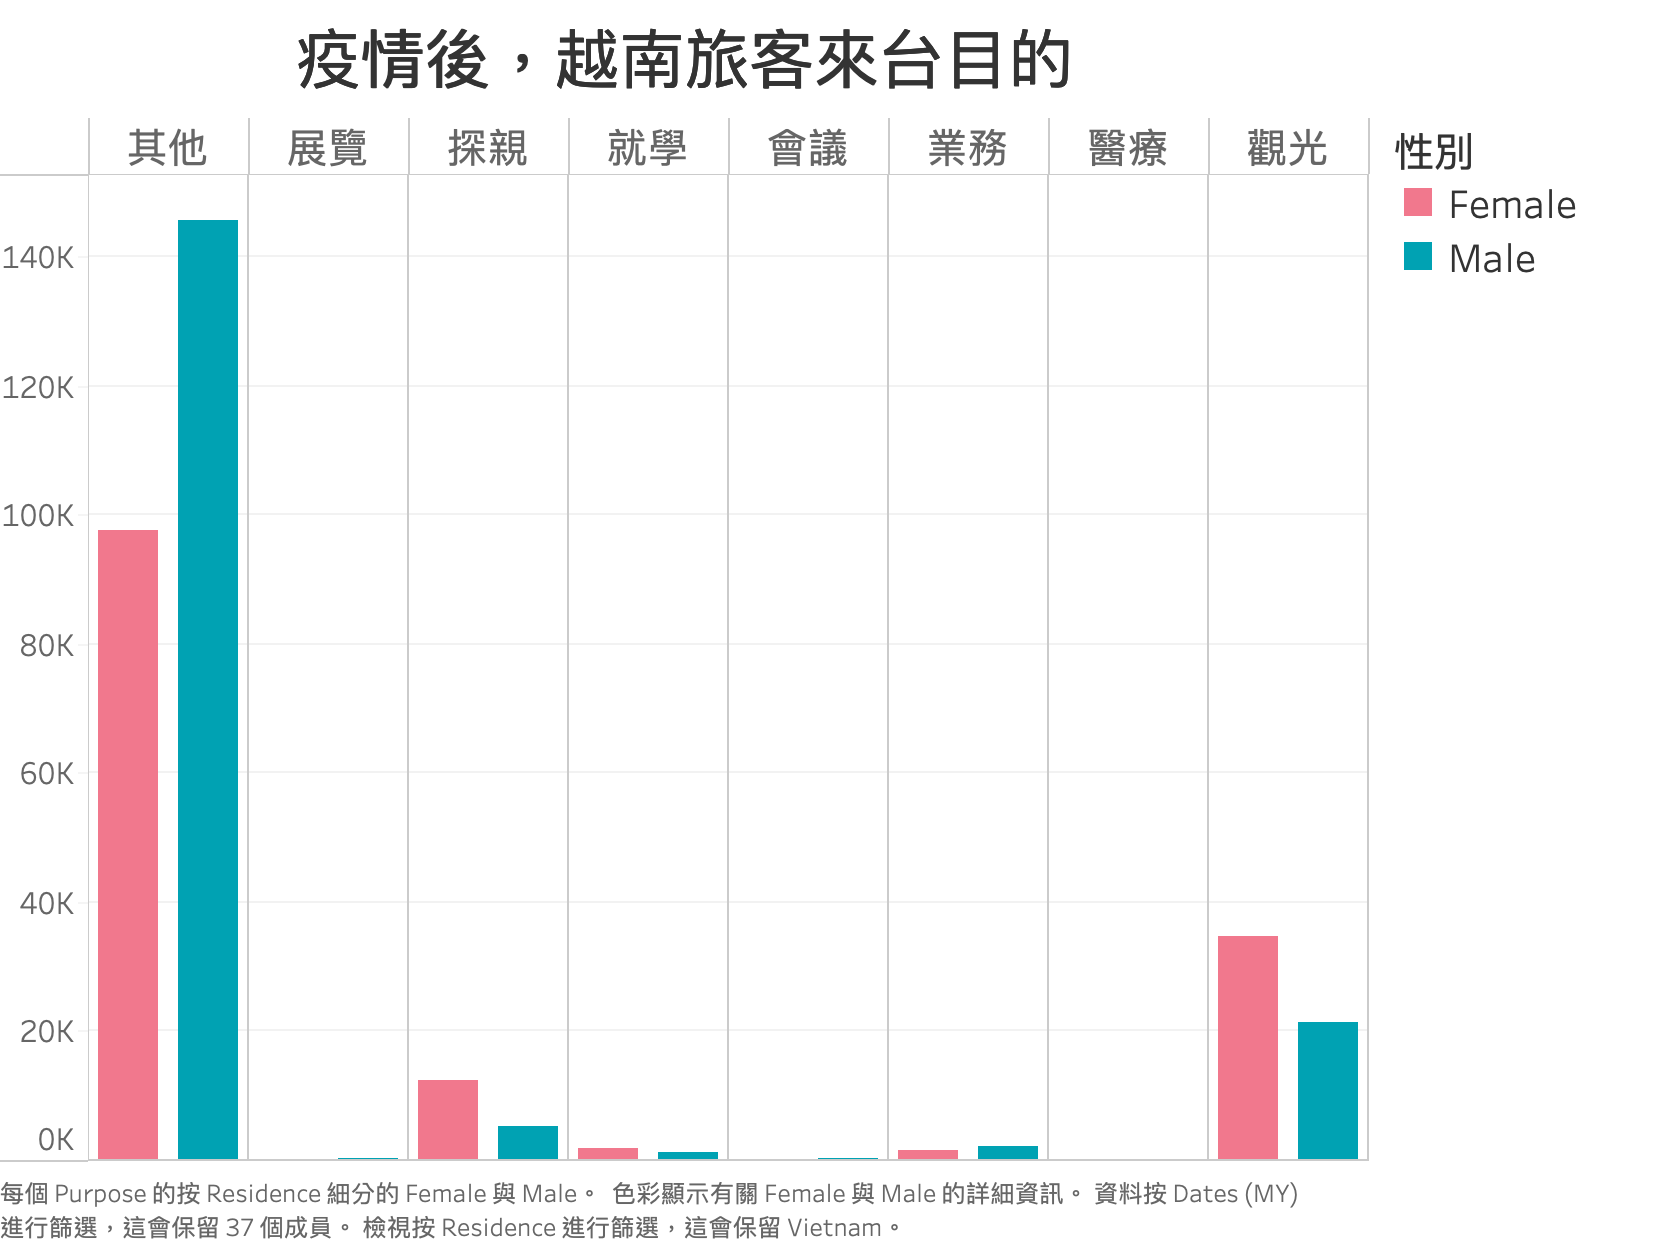 疫情後，越南旅客來台目的
其他 展覽 探親 就學 會議 業務 醫療 觀光
性別
Female
Male
140K
120K
100K
80K
60K
40K
20K
0K
每個 Purpose 的按 Residence 細分的 Female 與 Male。 色彩顯示有關 Female 與 Male 的詳細資訊。 資料按 Dates (MY)
進行篩選，這會保留 37 個成員。 檢視按 Residence 進行篩選，這會保留 Vietnam。